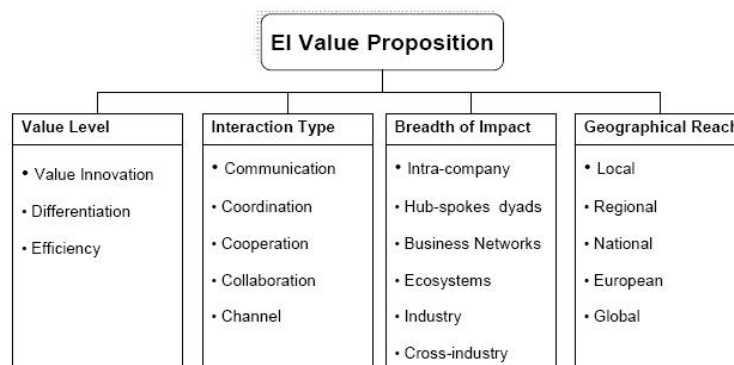 EI Value Proposition
Value Level
• Value Innovation
• Differentiation
• Efficiency
Interaction Type
• Communication
• Coordination
• Cooperation
• Collaboration
• Channel
Breadth of Impact
• Intra-company
• Hub-spokes dyads
• Business Networks
• Ecosystems
• Industry
• Cross-industry
Geographical Reach
• Local
• Regional
• National
• European
• Global